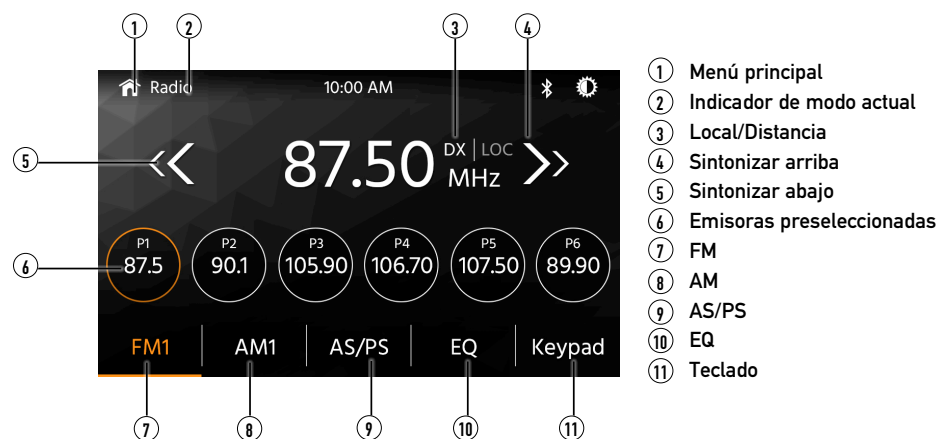 1 2 3 4
Radio 10:00 AM
5
87.50 DX | LOC
MHz
P1 P2 P3 P4 P5 P6
6
87.5 90.1 105.90 106.70 107.50 89.90
FM1 AM1 AS/PS EQ Keypad
7 8 9 10 11
1 Menú principal
2 Indicador de modo actual
3 Local/Distancia
4 Sintonizar arriba
5 Sintonizar abajo
6 Emisoras preseleccionadas
7 FM
8 AM
9 AS/PS
10 EQ
11 Teclado